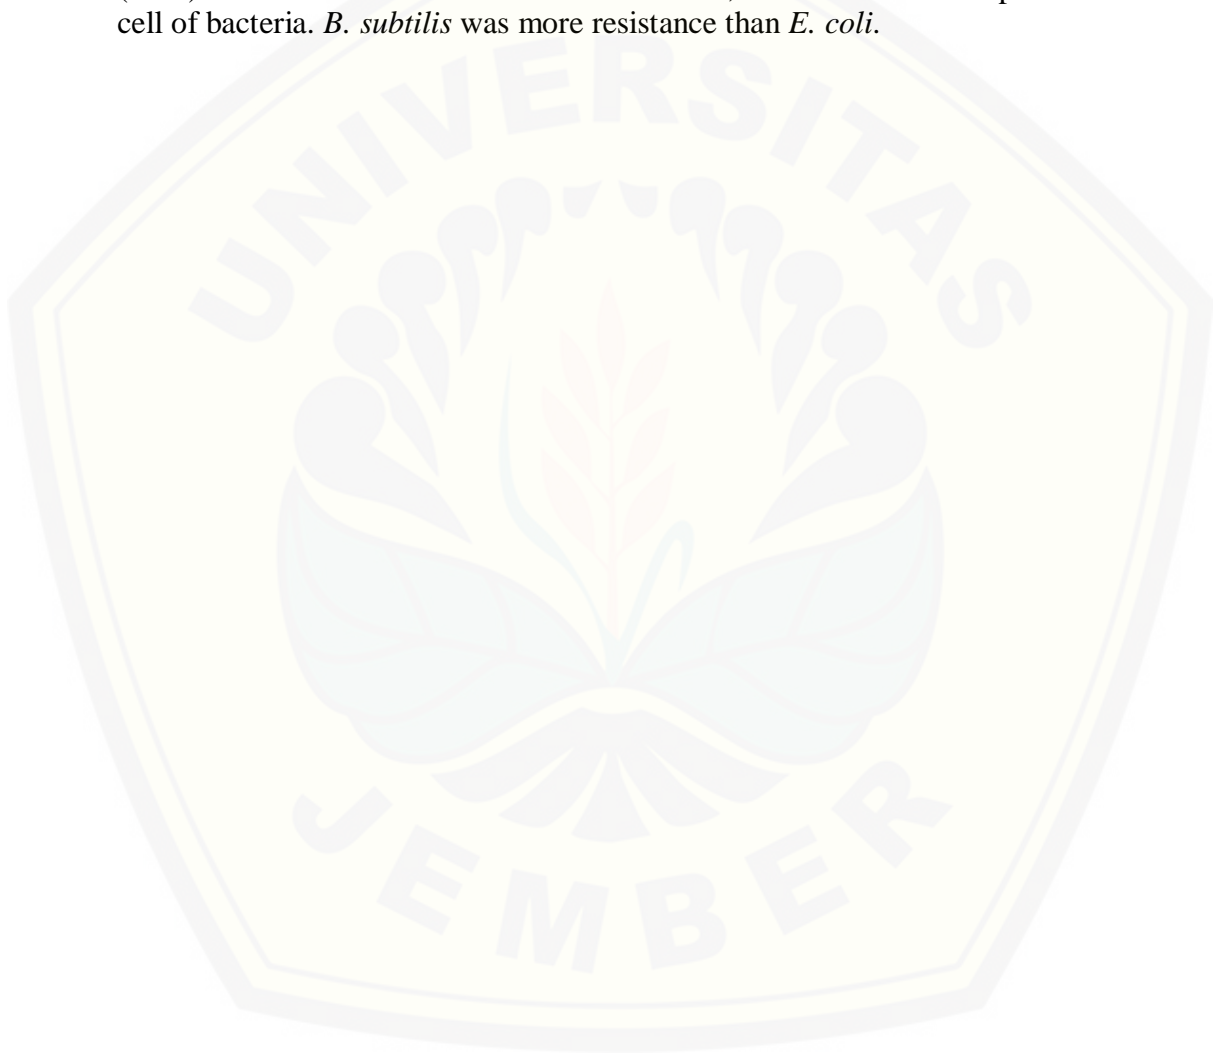 cell of bacteria. B. subtilis was more resistance than E. coli.
UNIVERSITAS
JEMBER